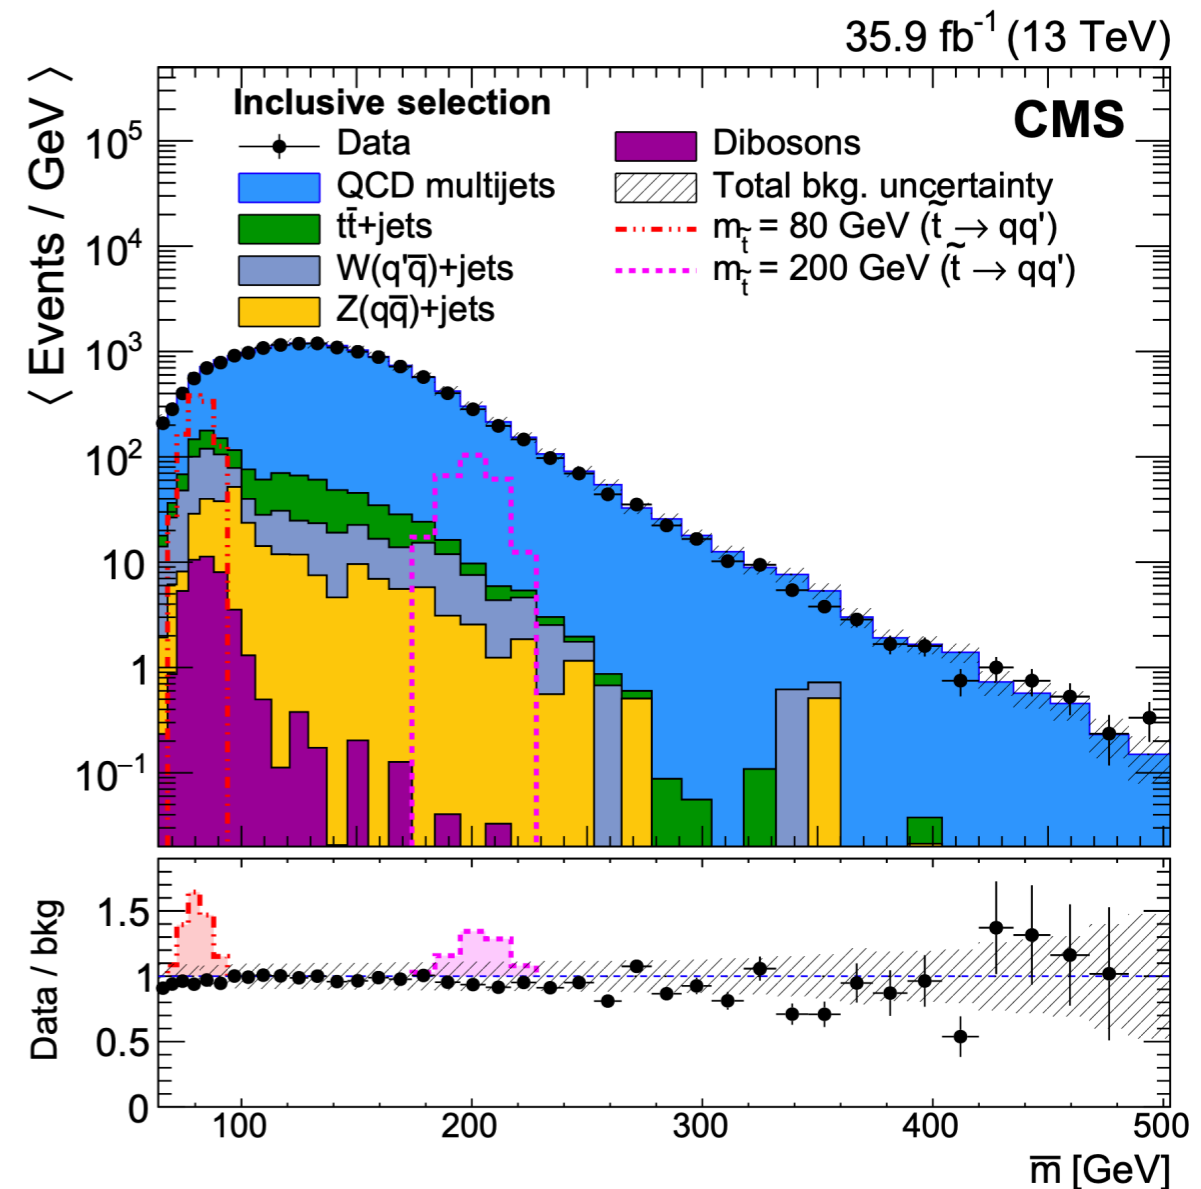 35.9 fb⁻¹ (13 TeV)
⟨ Events / GeV ⟩
Inclusive selection
CMS
Data
QCD multijets
tt̄+jets
W(q'q̄)+jets
Z(qq̄)+jets
Dibosons
Total bkg. uncertainty
m_t̃ = 80 GeV (t̃ → qq')
m_t̃ = 200 GeV (t̃ → qq')
10⁵
10⁴
10³
10²
10
1
10⁻¹
Data / bkg
1.5
1
0.5
0
100 200 300 400 500
m̅ [GeV]